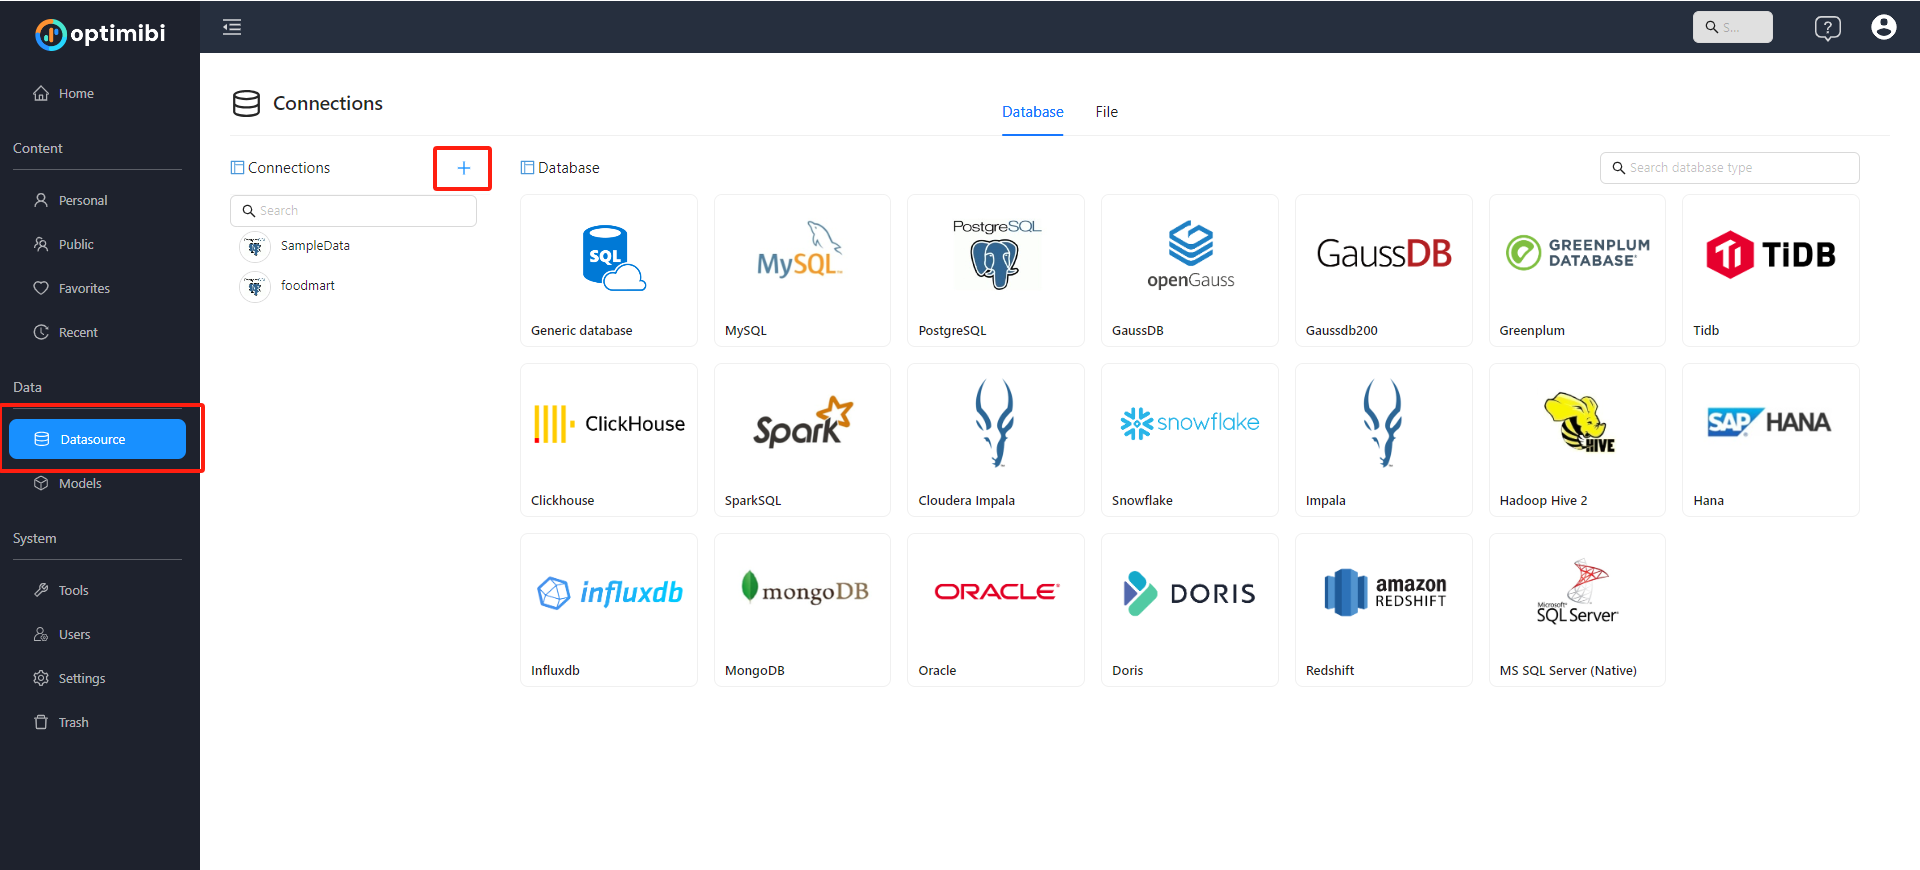 optimibi
S...
?
Home
Content
Personal
Public
Favorites
Recent
Data
Datasource
Models
System
Tools
Users
Settings
Trash
Connections
Database File
Connections +
Search
SampleData
foodmart
Database
Search database type
SQL
Generic database
MySQL™
MySQL
PostgreSQL
PostgreSQL
openGauss
GaussDB
GaussDB
Gaussdb200
GREENPLUM
DATABASE®
Greenplum
TiDB
Tidb
ClickHouse
Clickhouse
Spark
SparkSQL
Cloudera Impala
snowflake
Snowflake
Impala
HIVE
Hadoop Hive 2
SAP HANA
Hana
influxdb
Influxdb
mongoDB
MongoDB
ORACLE®
Oracle
DORIS
Doris
amazon
REDSHIFT
Redshift
Microsoft®
SQL Server®
MS SQL Server (Native)